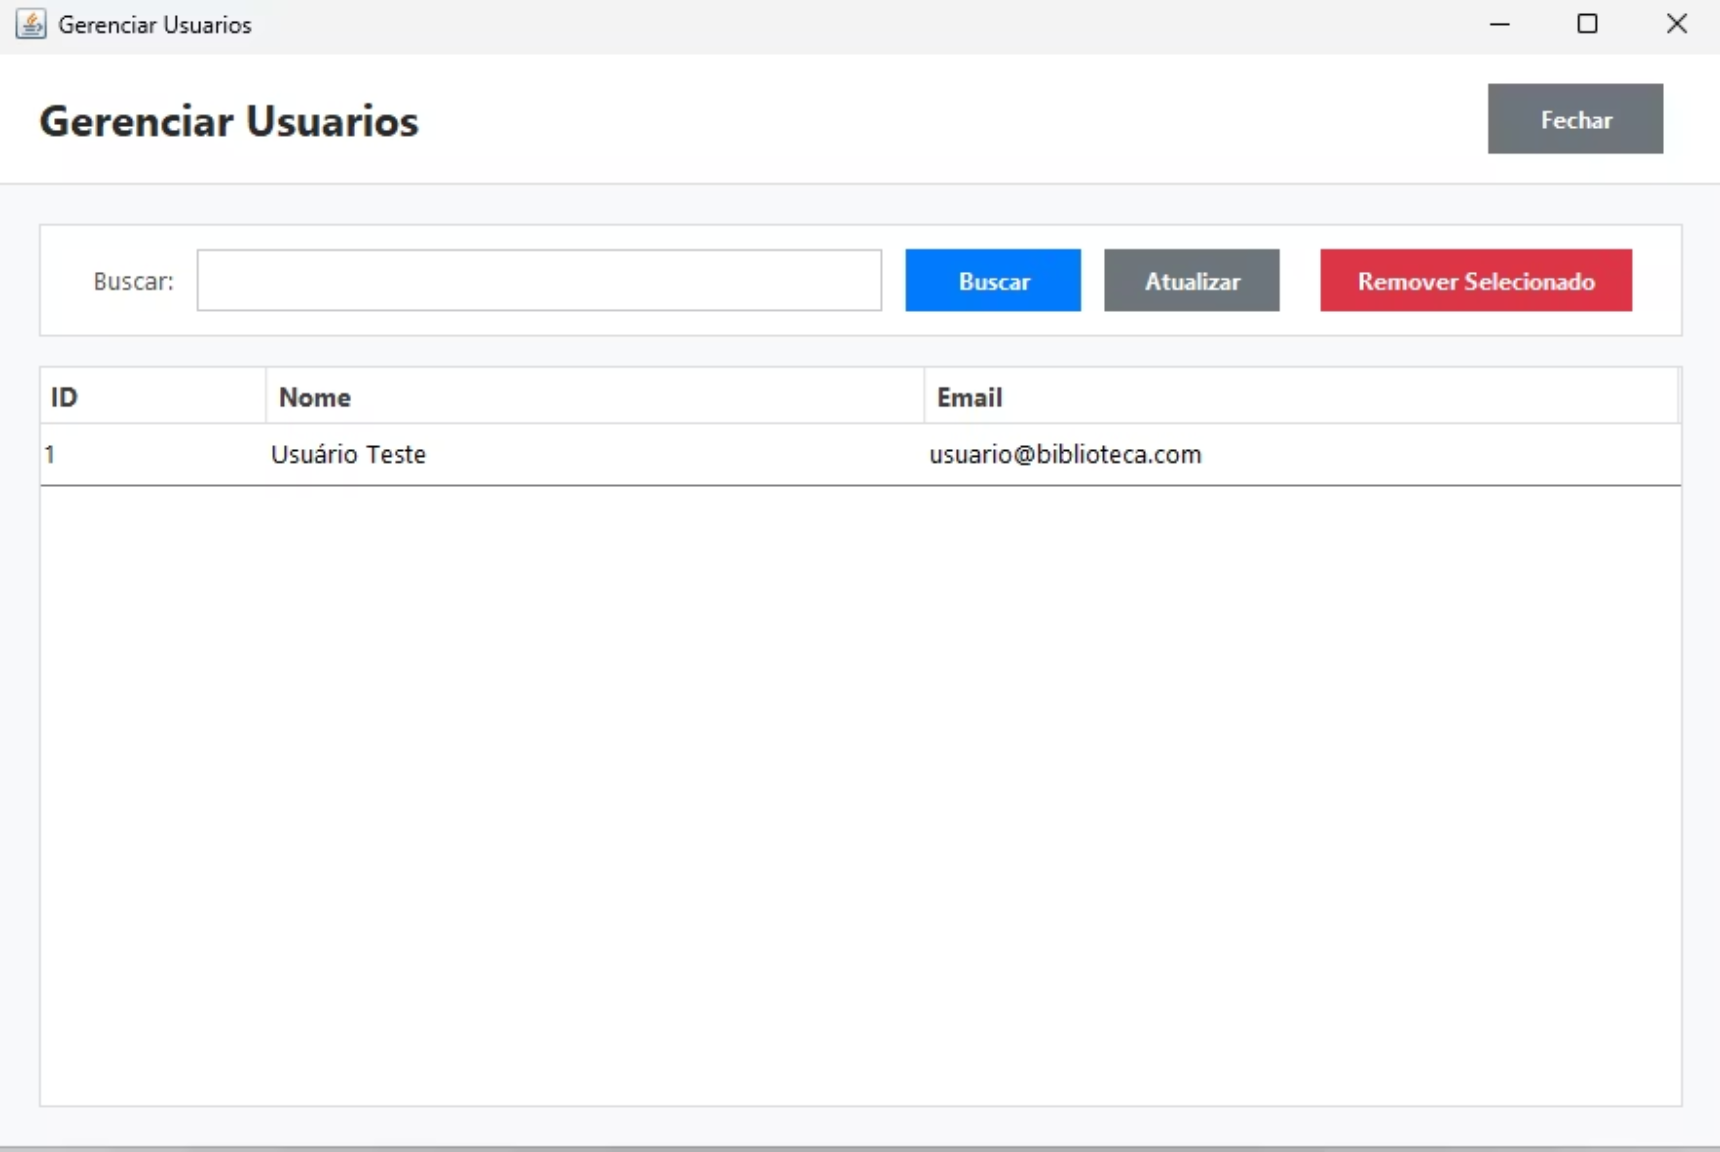 Gerenciar Usuarios
Gerenciar Usuarios
Fechar
Buscar:
Buscar
Atualizar
Remover Selecionado
ID Nome Email
1 Usuário Teste usuario@biblioteca.com